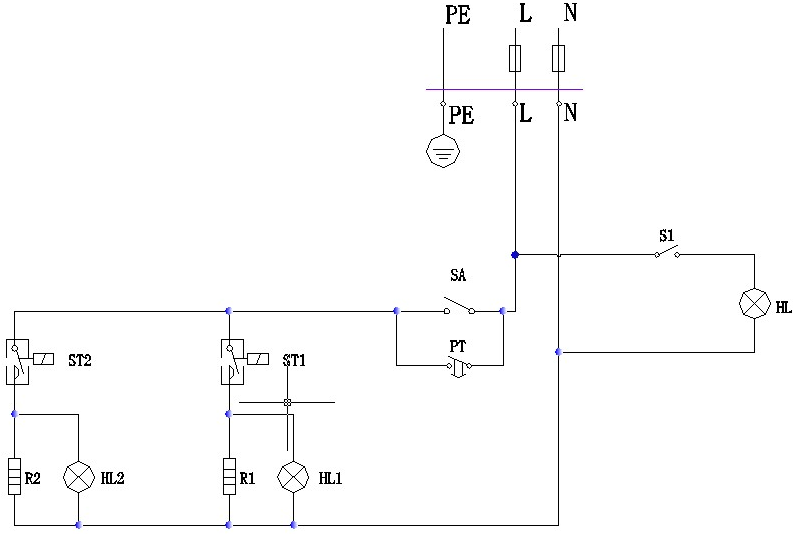 PE L N
PE L N
S1
SA
HL
PT
ST2 ST1
R2 HL2 R1 HL1